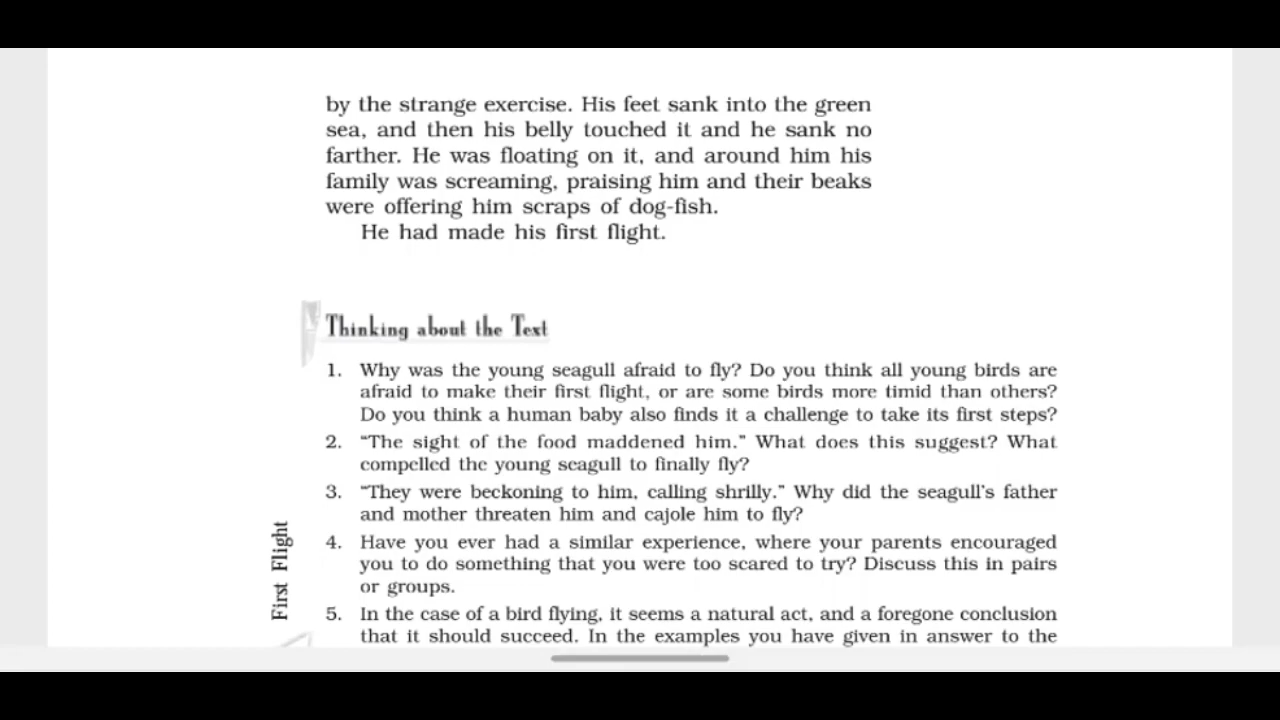 by the strange exercise. His feet sank into the green
sea, and then his belly touched it and he sank no
farther. He was floating on it, and around him his
family was screaming, praising him and their beaks
were offering him scraps of dog-fish.
He had made his first flight.
Thinking about the Text
1. Why was the young seagull afraid to fly? Do you think all young birds are
afraid to make their first flight, or are some birds more timid than others?
Do you think a human baby also finds it a challenge to take its first steps?
2. “The sight of the food maddened him.” What does this suggest? What
compelled the young seagull to finally fly?
3. “They were beckoning to him, calling shrilly.” Why did the seagull’s father
and mother threaten him and cajole him to fly?
4. Have you ever had a similar experience, where your parents encouraged
you to do something that you were too scared to try? Discuss this in pairs
or groups.
5. In the case of a bird flying, it seems a natural act, and a foregone conclusion
that it should succeed. In the examples you have given in answer to the
First Flight